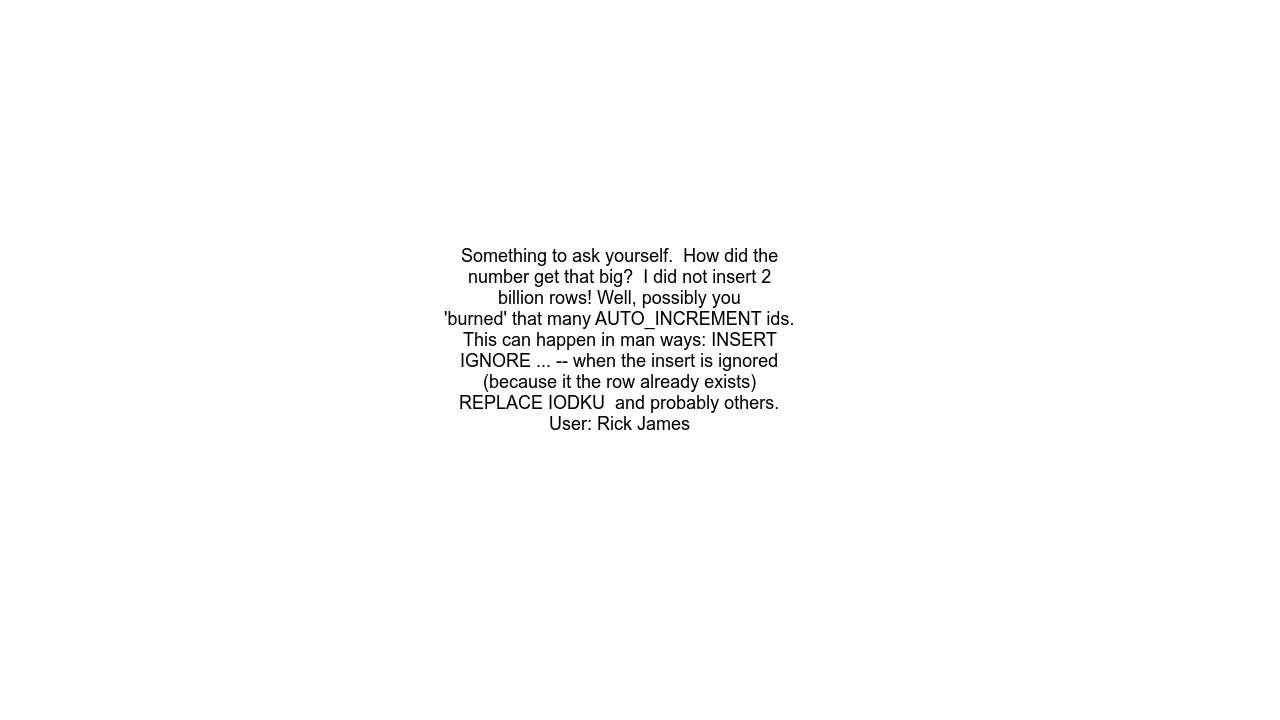 Something to ask yourself.  How did the
number get that big?  I did not insert 2
billion rows! Well, possibly you
'burned' that many AUTO_INCREMENT ids.
This can happen in man ways: INSERT
IGNORE ... -- when the insert is ignored
(because it the row already exists)
REPLACE IODKU  and probably others.
User: Rick James